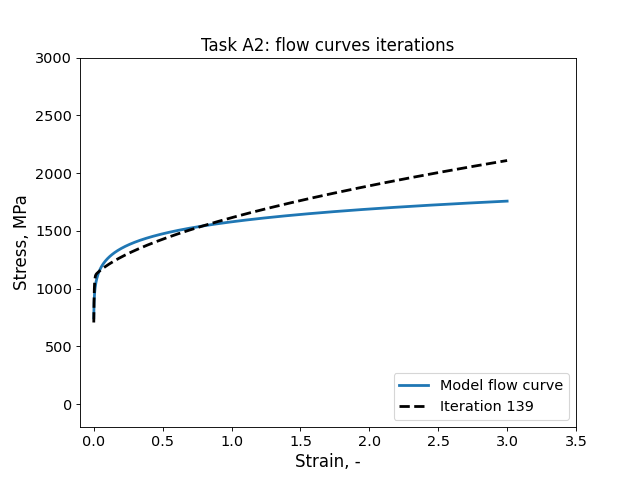 Task A2: flow curves iterations
3000
2500
2000
1500
1000
500
0
Stress, MPa
0.0 0.5 1.0 1.5 2.0 2.5 3.0 3.5
Strain, -
Model flow curve
Iteration 139